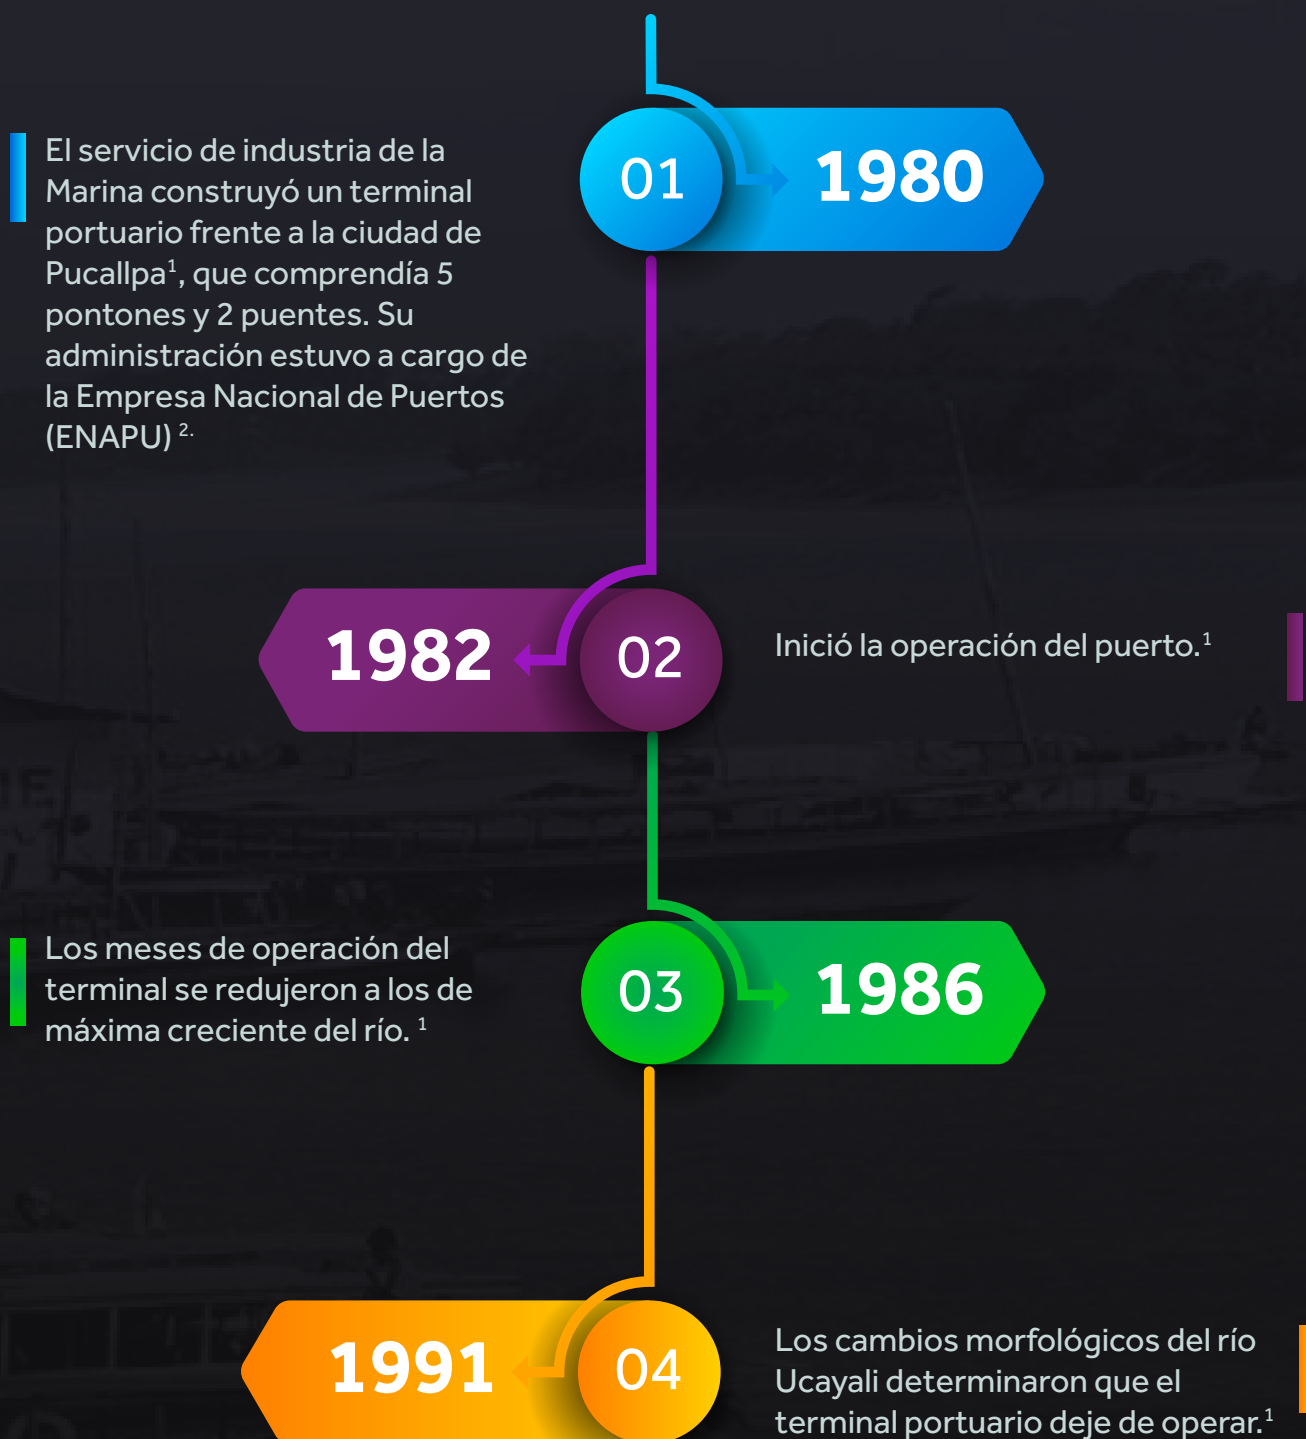 01
1980
El servicio de industria de la
Marina construyó un terminal
portuario frente a la ciudad de
Pucallpa¹, que comprendía 5
pontones y 2 puentes. Su
administración estuvo a cargo de
la Empresa Nacional de Puertos
(ENAPU) ²·
1982
02
Inició la operación del puerto.¹
03
1986
Los meses de operación del
terminal se redujeron a los de
máxima creciente del río. ¹
1991
04
Los cambios morfológicos del río
Ucayali determinaron que el
terminal portuario deje de operar.¹